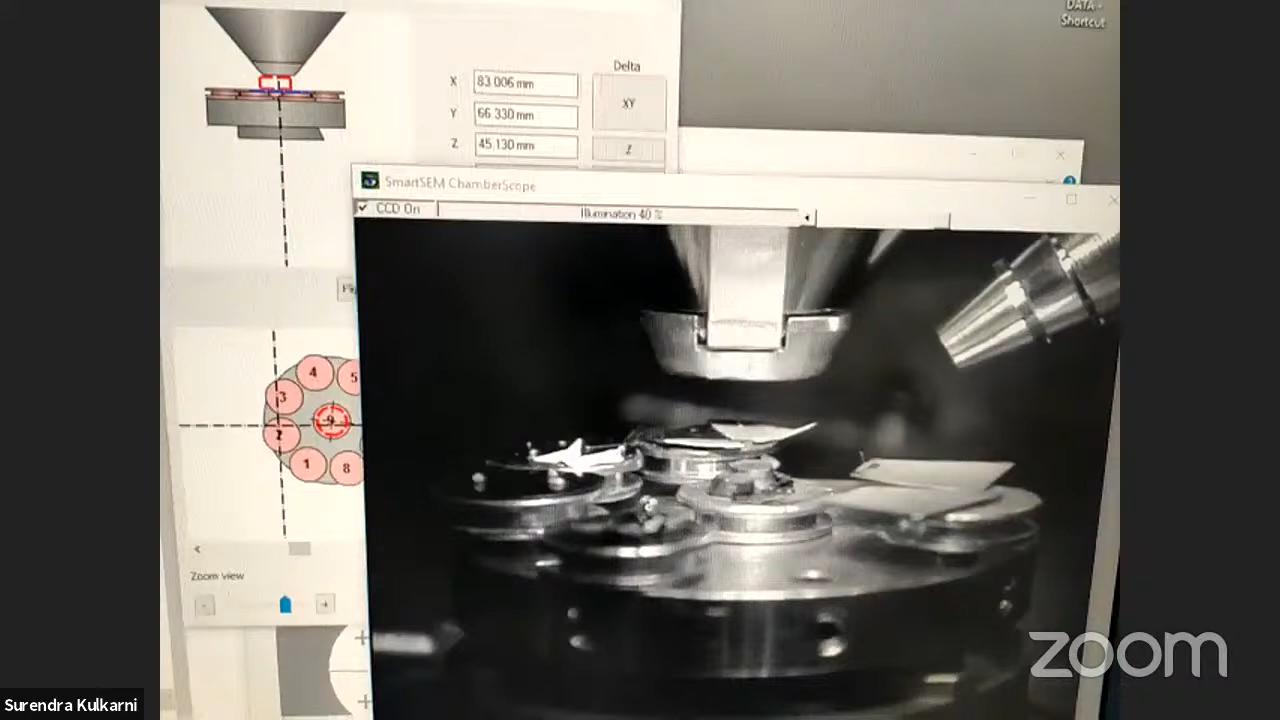 DATA -
Shortcut
Delta
X 83.006 mm XY
Y 66.330 mm
Z 45.130 mm Z
SmartSEM ChamberScope
CCD On Illumination 40 %
4 5
3
9
2
1 8
Zoom view
zoom
Surendra Kulkarni